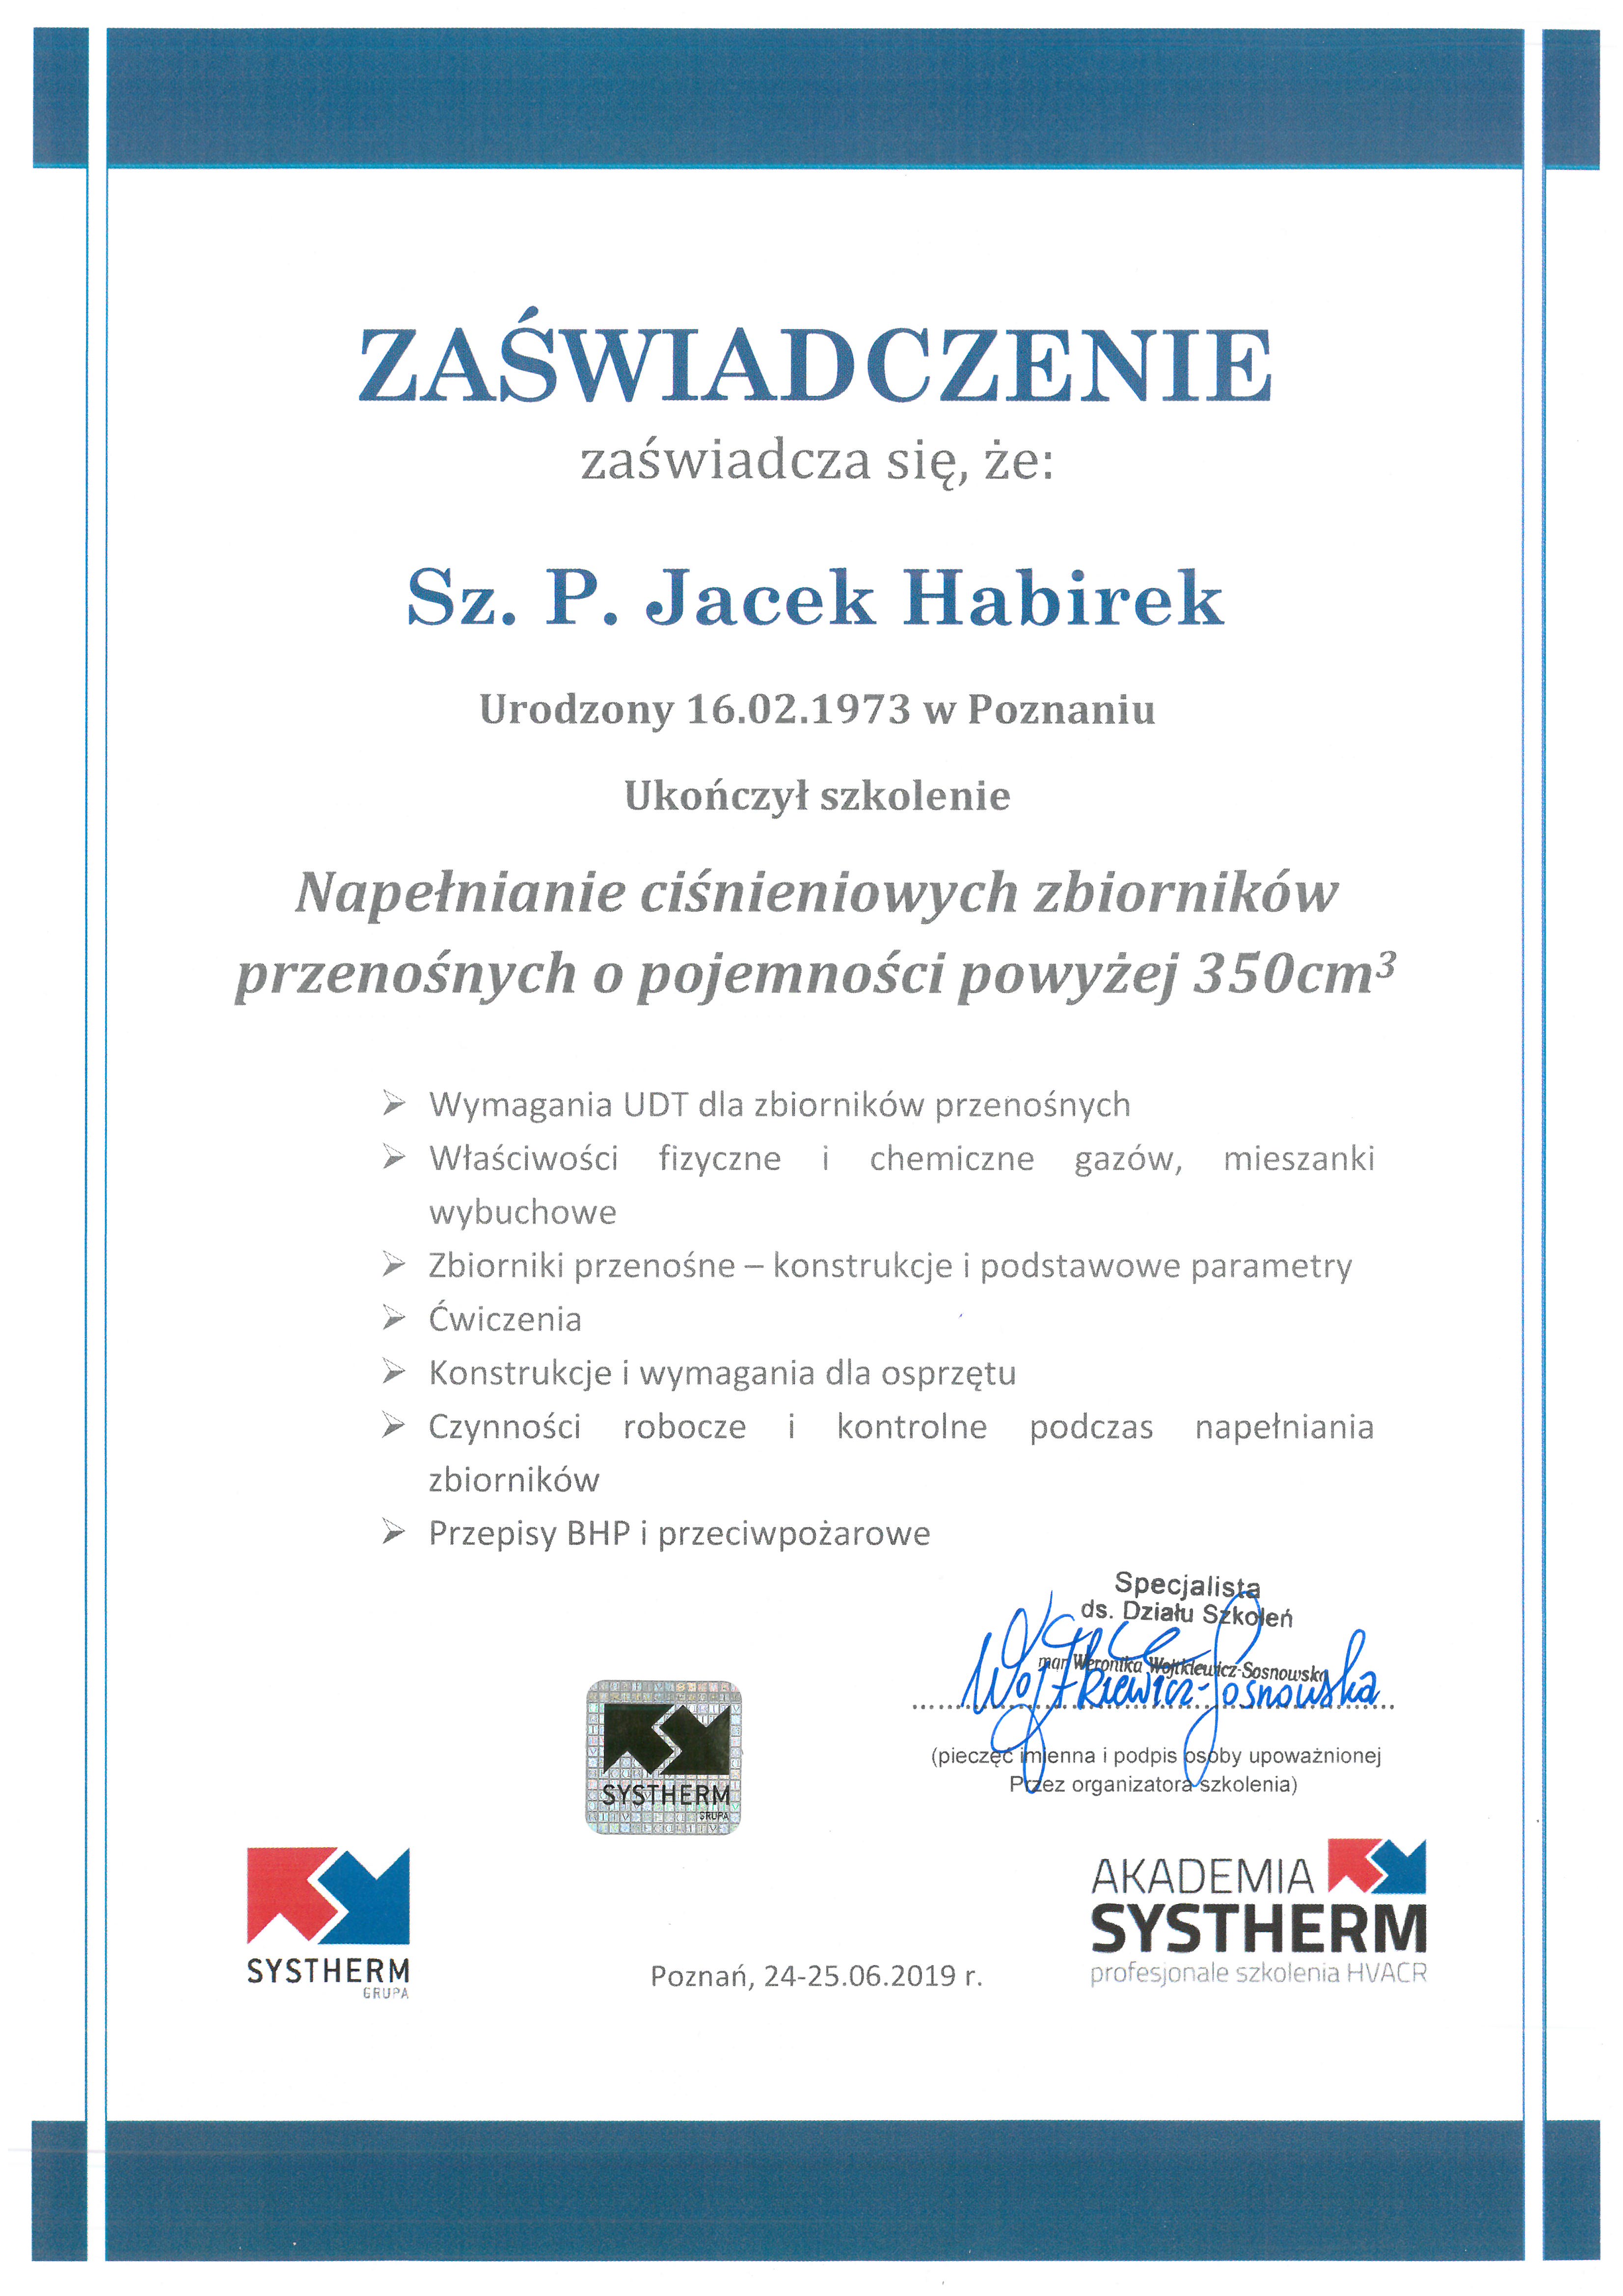 ZAŚWIADCZENIE
zaświadcza się, że:
Sz. P. Jacek Habirek
Urodzony 16.02.1973 w Poznaniu
Ukończył szkolenie
Napełnianie ciśnieniowych zbiorników
przenośnych o pojemności powyżej 350cm³
➢ Wymagania UDT dla zbiorników przenośnych
➢ Właściwości fizyczne i chemiczne gazów, mieszanki
wybuchowe
➢ Zbiorniki przenośne – konstrukcje i podstawowe parametry
➢ Ćwiczenia
➢ Konstrukcje i wymagania dla osprzętu
➢ Czynności robocze i kontrolne podczas napełniania
zbiorników
➢ Przepisy BHP i przeciwpożarowe
Specjalista
ds. Działu Szkoleń
Weronika Wojtkiewicz-Sosnowska
Wojtkiewicz-Sosnowska
(pieczęć imienna i podpis osoby upoważnionej
Przez organizatora szkolenia)
SYSTHERM
GRUPA
SYSTHERM
GRUPA
Poznań, 24-25.06.2019 r.
AKADEMIA
SYSTHERM
profesjonale szkolenia HVACR